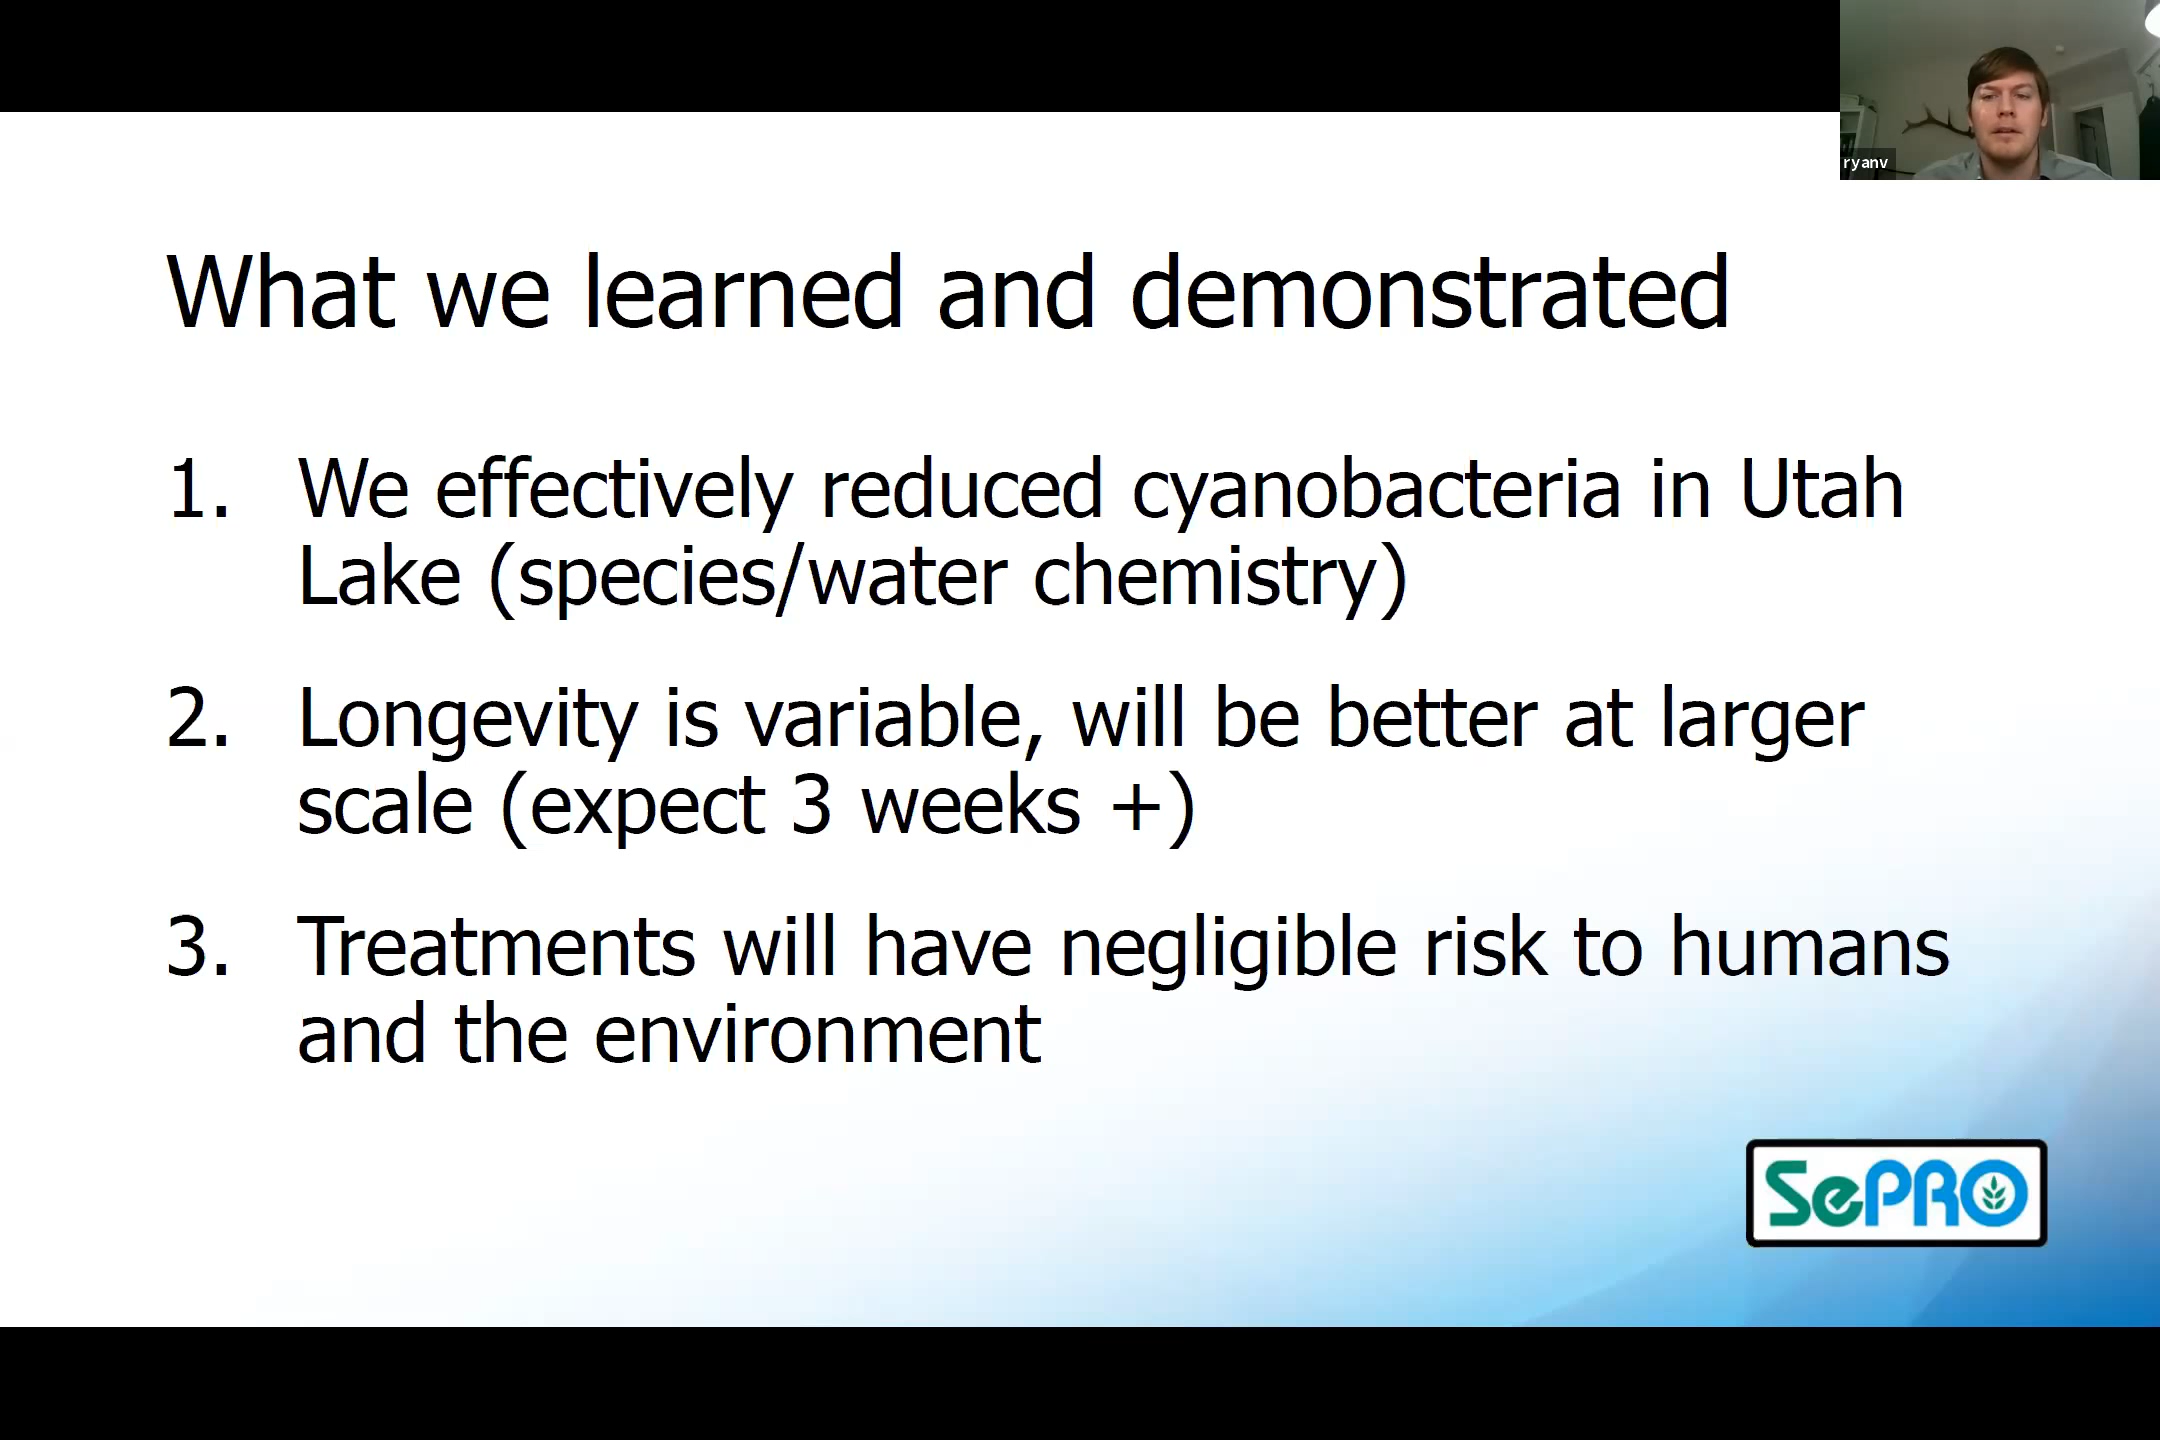 ryanv
What we learned and demonstrated
1. We effectively reduced cyanobacteria in Utah
Lake (species/water chemistry)
2. Longevity is variable, will be better at larger
scale (expect 3 weeks +)
3. Treatments will have negligible risk to humans
and the environment
SePRO